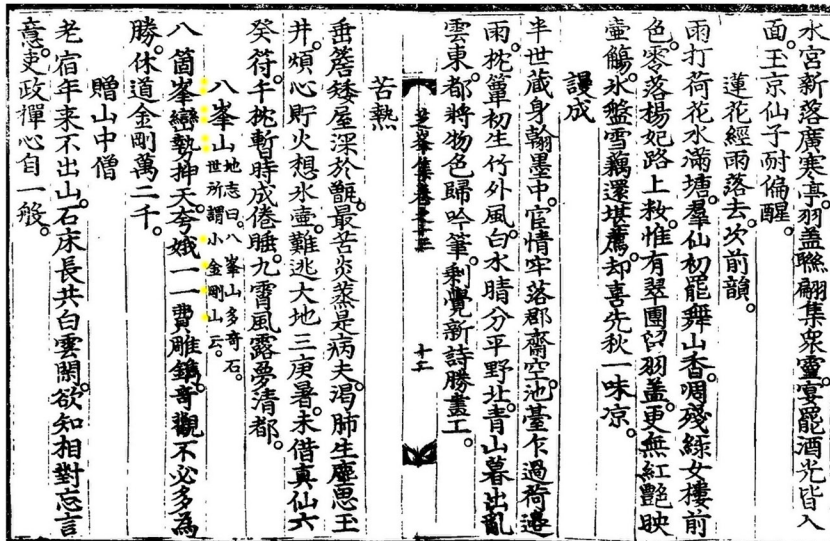 水宮新落廣寒亭羽盖聯翩集衆靈宴罷酒光皆入
面玉京仙子耐偏醒
蓮花經雨落去次前韻
雨打荷花水滿塘羣仙初罷舞山香凋殘綠女樓前
色零落楊妃路上粧惟有翠團留羽盖更無紅艶映
壺觴氷盤雪藕還堪薦却喜先秋一味凉
謾成
半世蔵身翰墨中官情牢落郡齋空池臺乍過荷邊
雨枕簟初生竹外風白水晴分平野北青山暮出亂
雲東都將物色歸吟筆剩覺新詩勝畫工
十二
苦熱
垂簷矮屋深於甑最苦炎蒸是病夫渴肺生塵思玉
井煩心貯火想氷壺難逃大地三庚暑未借真仙六
癸符千枕暫時成倦睡九霄風露夢清都
八峯山地志曰八峯山多奇石
世所謂小金剛山云
八箇峯巒勢抻天夸娥一一費雕鐫奇觀不必多為
勝休道金剛萬二千
贈山中僧
老宿年来不出山石床長共白雲閑欲知相對忘言
意吏政禪心自一般